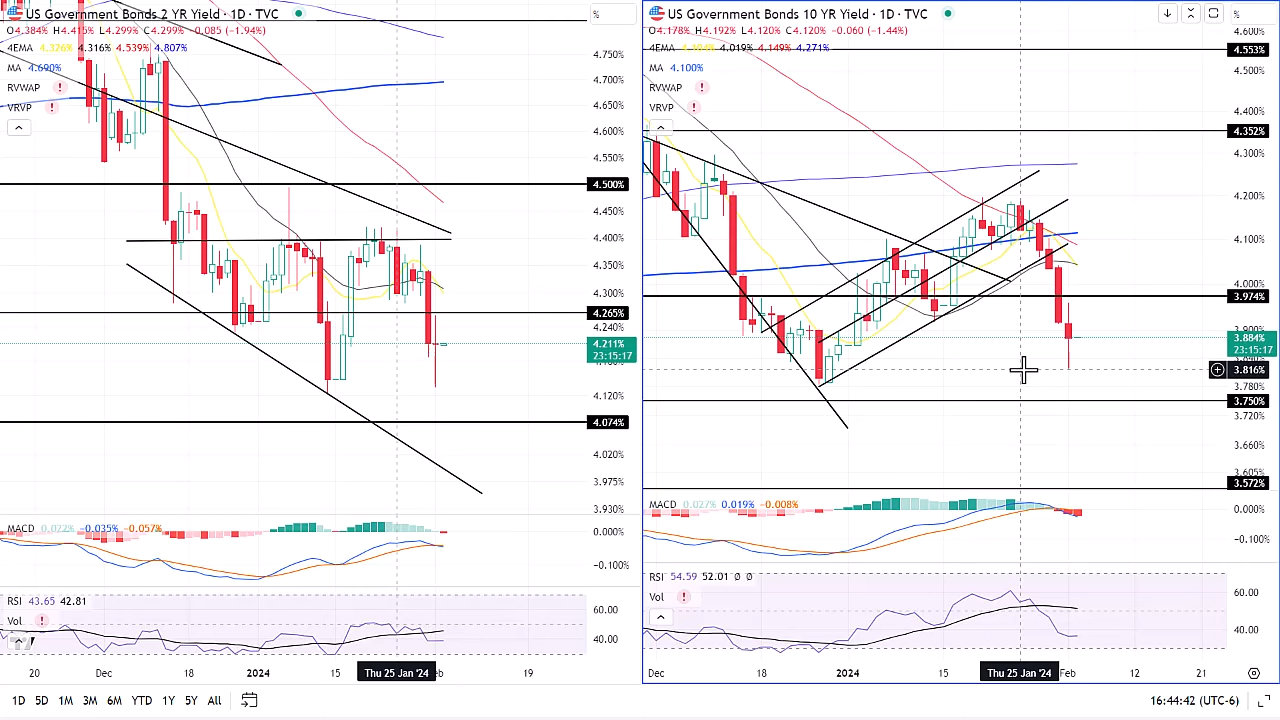 US Government Bonds 2 YR Yield · 1D · TVC
%
O4.384% H4.415% L4.299% C4.299% -0.085 (-1.94%)
4EMA 4.326% 4.316% 4.539% 4.807%
MA 4.690%
RVWAP !
VRVP !
4.750%
4.700%
4.650%
4.600%
4.550%
4.500%
4.450%
4.400%
4.350%
4.300%
4.265%
4.240%
4.211%
23:15:17
4.120%
4.074%
4.020%
3.975%
3.930%
MACD 0.022% -0.035% -0.057%
0.000%
-0.100%
RSI 43.65 42.81
Vol !
60.00
40.00
20 Dec 18 2024 15 Thu 25 Jan '24 eb 19
US Government Bonds 10 YR Yield · 1D · TVC
%
O4.178% H4.192% L4.120% C4.120% -0.060 (-1.44%)
4EMA 4.019% 4.149% 4.271%
MA 4.100%
RVWAP !
VRVP !
4.600%
4.553%
4.500%
4.400%
4.352%
4.300%
4.200%
4.100%
4.000%
3.974%
3.900%
3.884%
23:15:17
3.816%
3.780%
3.750%
3.720%
3.660%
3.605%
3.572%
MACD 0.027% 0.019% -0.008%
0.000%
-0.100%
RSI 54.59 52.01 0 0
Vol !
60.00
40.00
Dec 18 2024 15 Thu 25 Jan '24 Feb 12 21
1D 5D 1M 3M 6M YTD 1Y 5Y All
16:44:42 (UTC-6)